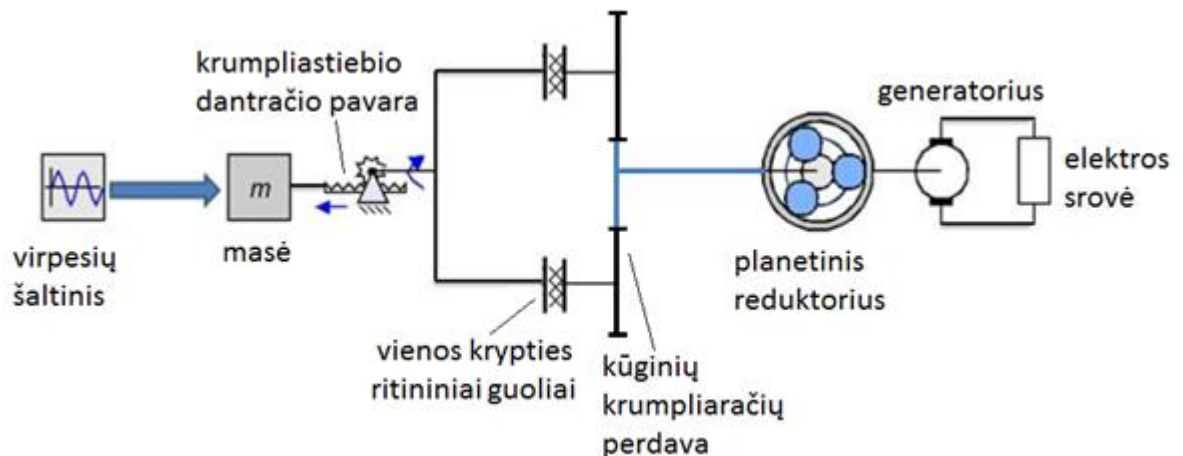 krumpliastiebio
dantračio pavara
generatorius
m
elektros
srovė
virpesių
šaltinis
masė
planetinis
reduktorius
vienos krypties
ritininiai guoliai
kūginių
krumpliaračių
perdava